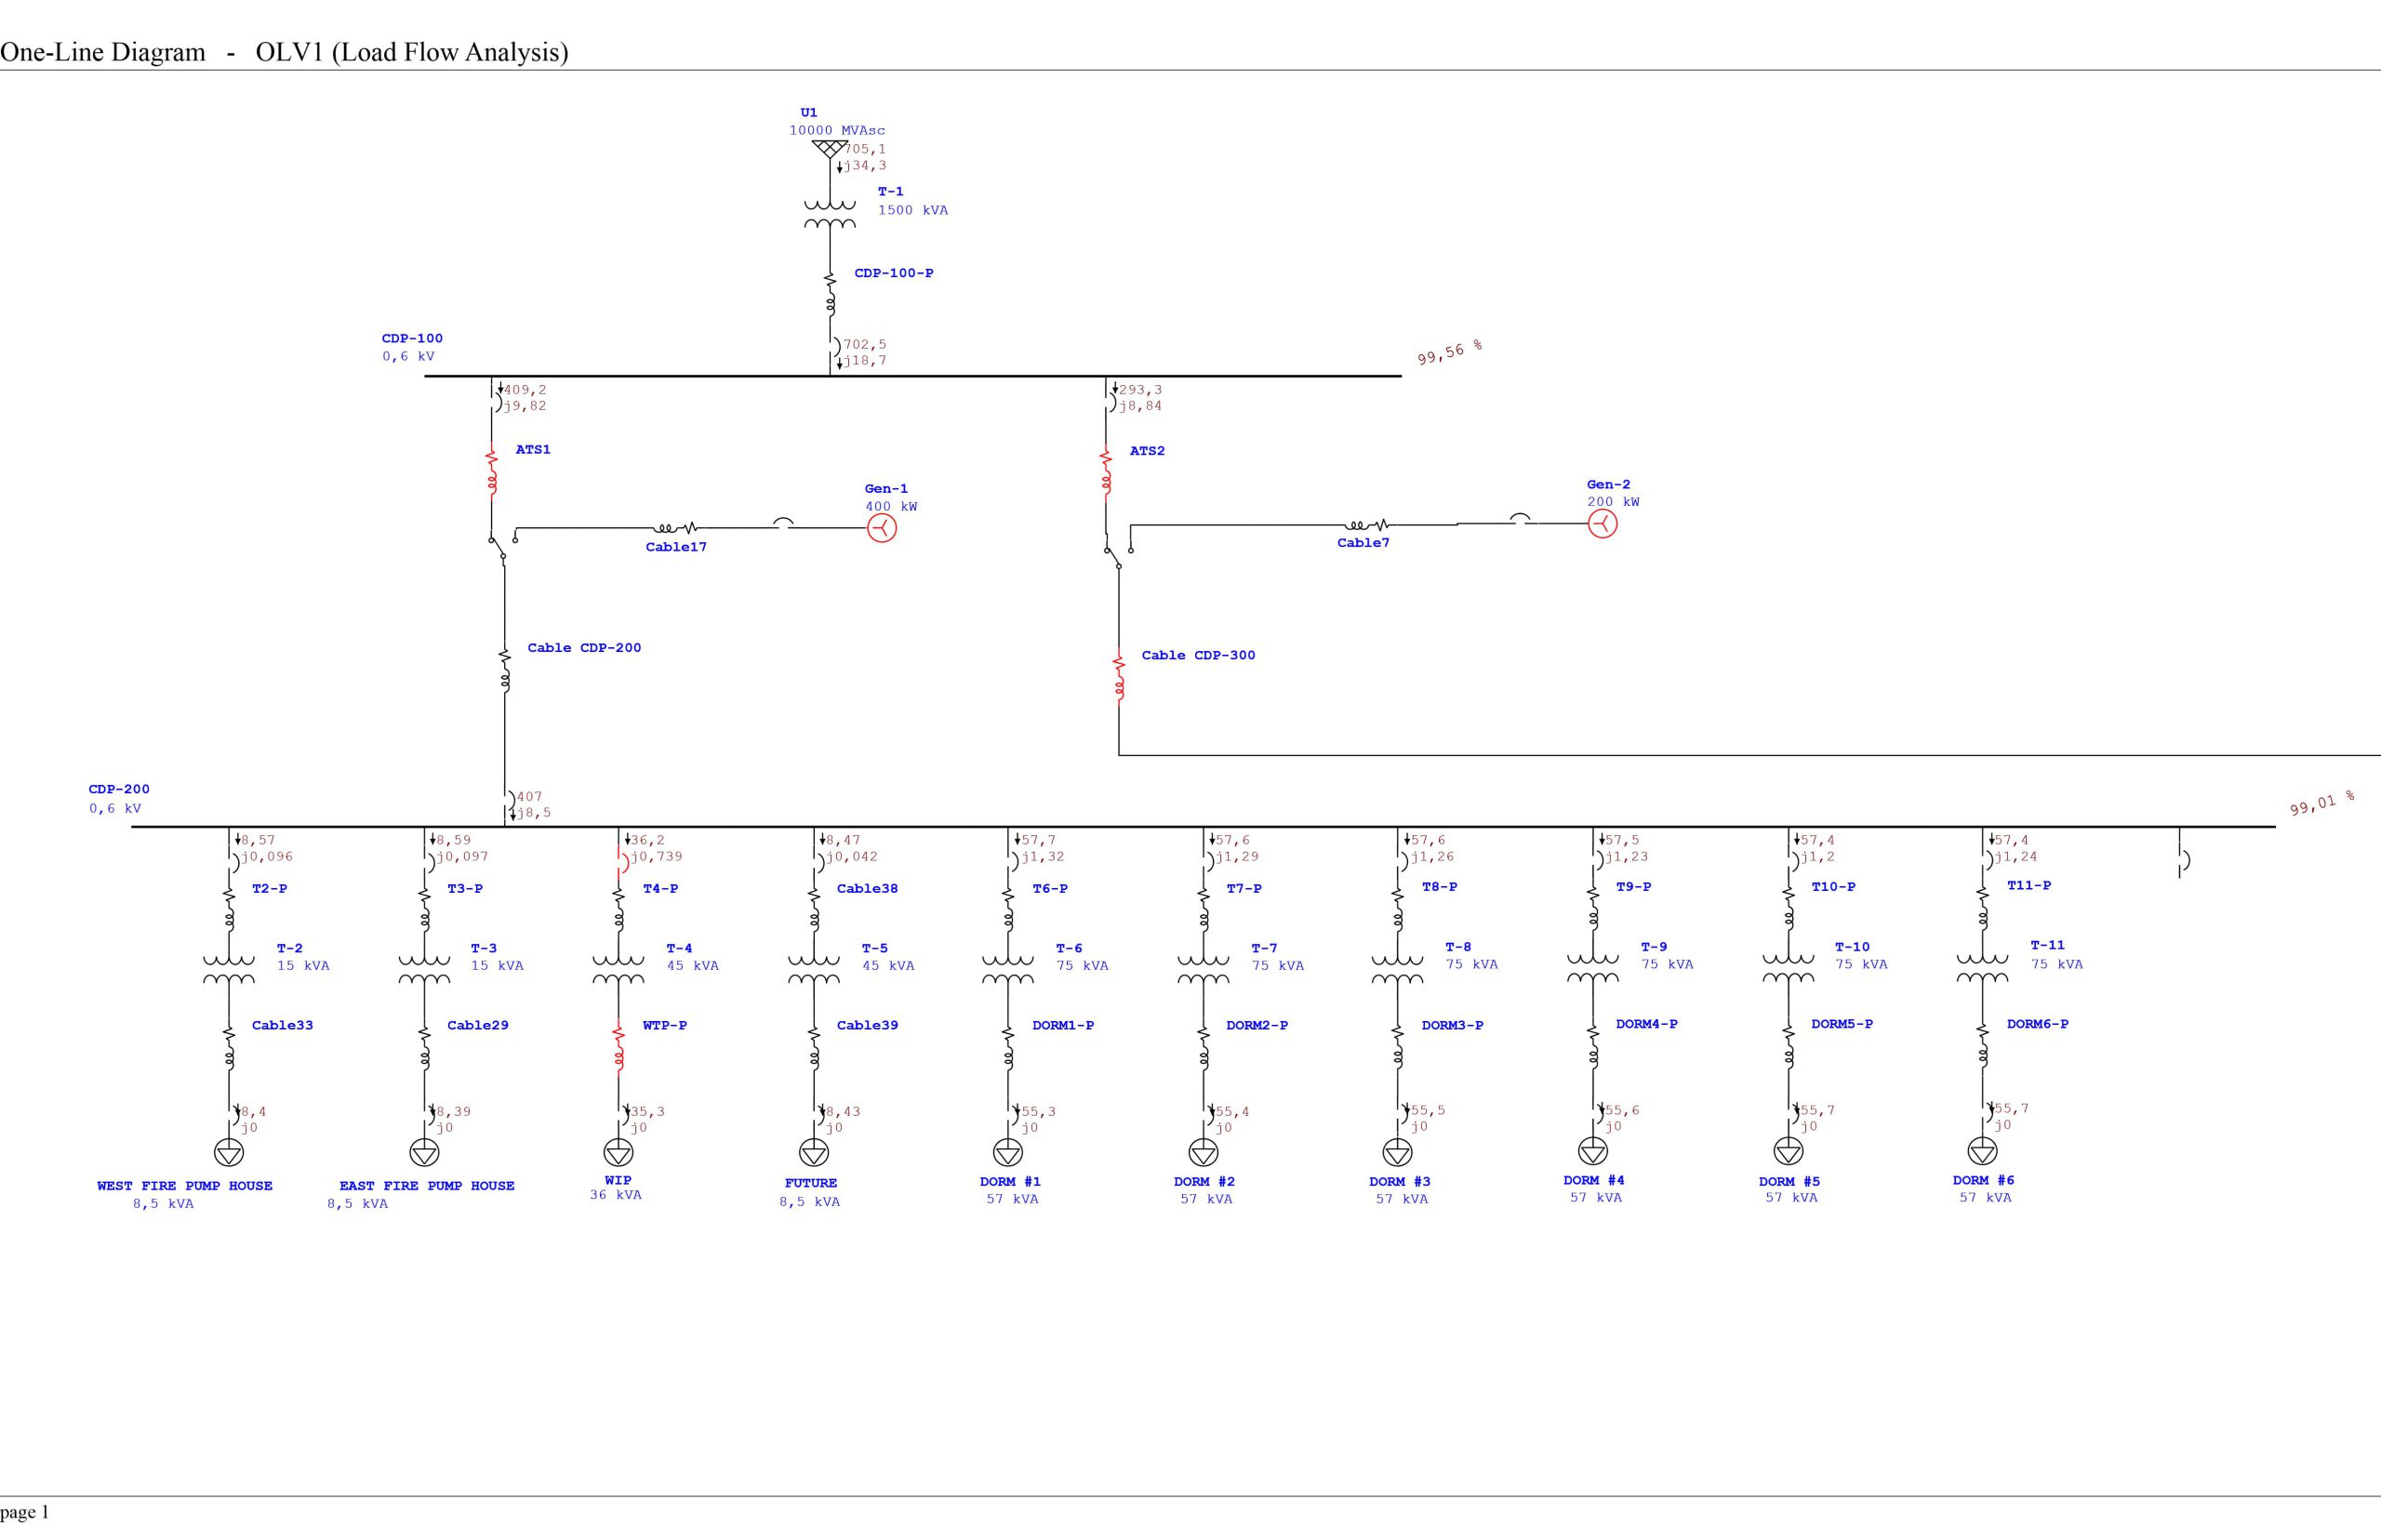 One-Line Diagram - OLV1 (Load Flow Analysis)
U1
10000 MVAsc
705,1
j34,3
T-1
1500 kVA
CDP-100-P
CDP-100
0,6 kV
702,5
j18,7
99,56 %
409,2
j9,82
293,3
j8,84
ATS1
ATS2
Gen-1
400 kW
Gen-2
200 kW
Cable17
Cable7
Cable CDP-200
Cable CDP-300
CDP-200
0,6 kV
407
j8,5
99,01 %
8,57
j0,096
8,59
j0,097
36,2
j0,739
8,47
j0,042
57,7
j1,32
57,6
j1,29
57,6
j1,26
57,5
j1,23
57,4
j1,2
57,4
j1,24
T2-P
T3-P
T4-P
Cable38
T6-P
T7-P
T8-P
T9-P
T10-P
T11-P
T-2
15 kVA
T-3
15 kVA
T-4
45 kVA
T-5
45 kVA
T-6
75 kVA
T-7
75 kVA
T-8
75 kVA
T-9
75 kVA
T-10
75 kVA
T-11
75 kVA
Cable33
Cable29
WTP-P
Cable39
DORM1-P
DORM2-P
DORM3-P
DORM4-P
DORM5-P
DORM6-P
8,4
j0
8,39
j0
35,3
j0
8,43
j0
55,3
j0
55,4
j0
55,5
j0
55,6
j0
55,7
j0
55,7
j0
WEST FIRE PUMP HOUSE
8,5 kVA
EAST FIRE PUMP HOUSE
8,5 kVA
WIP
36 kVA
FUTURE
8,5 kVA
DORM #1
57 kVA
DORM #2
57 kVA
DORM #3
57 kVA
DORM #4
57 kVA
DORM #5
57 kVA
DORM #6
57 kVA
page 1